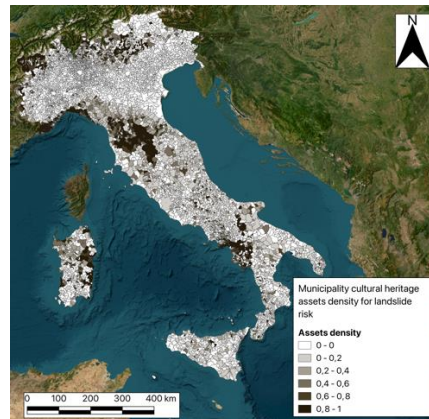 N
Municipality cultural heritage
assets density for landslide
risk
Assets density
0 - 0
0 - 0,2
0,2 - 0,4
0,4 - 0,6
0,6 - 0,8
0,8 - 1
0 100 200 300 400 km